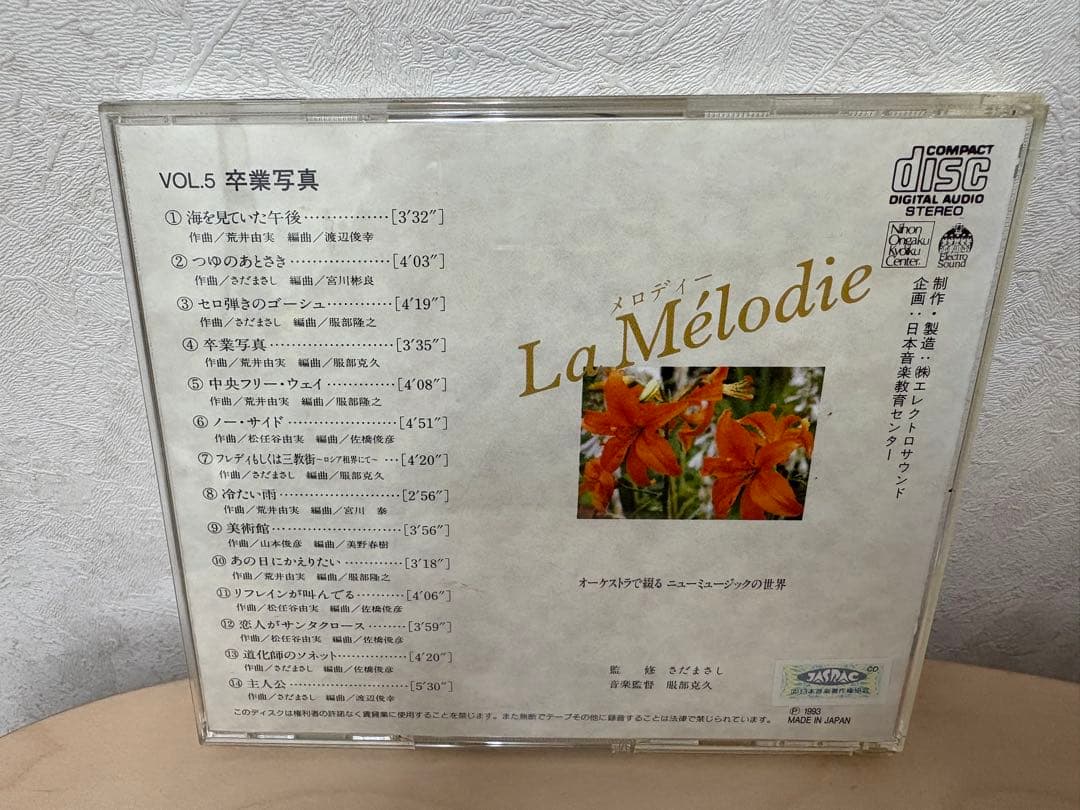 VOL.5 卒業写真
① 海を見ていた午後……………[3′32″]
作曲／荒井由実 編曲／渡辺俊幸
② つゆのあとさき……………[4′03″]
作曲／さだまさし 編曲／宮川彬良
③ セロ弾きのゴーシュ…………[4′19″]
作曲／さだまさし 編曲／服部隆之
④ 卒業写真……………………[3′35″]
作曲／荒井由実 編曲／服部克久
⑤ 中央フリー・ウェイ…………[4′08″]
作曲／荒井由実 編曲／服部隆之
⑥ ノー・サイド…………………[4′51″]
作曲／松任谷由実 編曲／佐橋俊彦
⑦ フレディもしくは三教街〜ロシア租界にて〜…[4′20″]
作曲／さだまさし 編曲／服部克久
⑧ 冷たい雨……………………[2′56″]
作曲／荒井由実 編曲／宮川 泰
⑨ 美術館………………………[3′56″]
作曲／山本俊彦 編曲／美野春樹
⑩ あの日にかえりたい…………[3′18″]
作曲／荒井由実 編曲／服部隆之
⑪ リフレインが叫んでる………[4′06″]
作曲／松任谷由実 編曲／佐橋俊彦
⑫ 恋人がサンタクロース………[3′59″]
作曲／松任谷由実 編曲／佐橋俊彦
⑬ 道化師のソネット……………[4′20″]
作曲／さだまさし 編曲／佐橋俊彦
⑭ 主人公………………………[5′30″]
作曲／さだまさし 編曲／渡辺俊幸
このディスクは権利者の許諾なく賃貸業に使用することを禁じます。また無断でテープその他に録音することは法律で禁じられています。
メロディー
La Mélodie
オーケストラで綴る ニューミュージックの世界
監 修 さだまさし
音楽監督 服部克久
COMPACT
disc
DIGITAL AUDIO
STEREO
Nihon
Ongaku
Kyoiku
Center.
Electro
Sound
制作・製造：㈱エレクトロサウンド
企画：日本音楽教育センター
JASRAC
Ⓟ 1993
MADE IN JAPAN